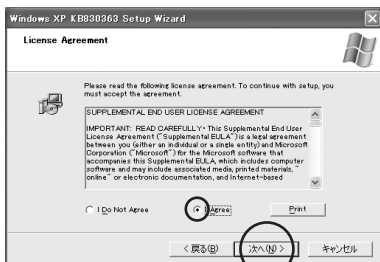 Windows XP KB830363 Setup Wizard
License Agreement
Please read the following license agreement. To continue with setup, you
must accept the agreement.
SUPPLEMENTAL END USER LICENSE AGREEMENT
IMPORTANT: READ CAREFULLY• This Supplemental End User
License Agreement ("Supplemental EULA") is a legal agreement
between you (either an individual or a single entity) and Microsoft
Corporation ("Microsoft") for the Microsoft software that
accompanies this Supplemental EULA, which includes computer
software and may include associated media, printed materials, "
online" or electronic documentation, and Internet-based
I Do Not Agree
I Agree
Print
< 戻る(B)
次へ(N) >
キャンセル